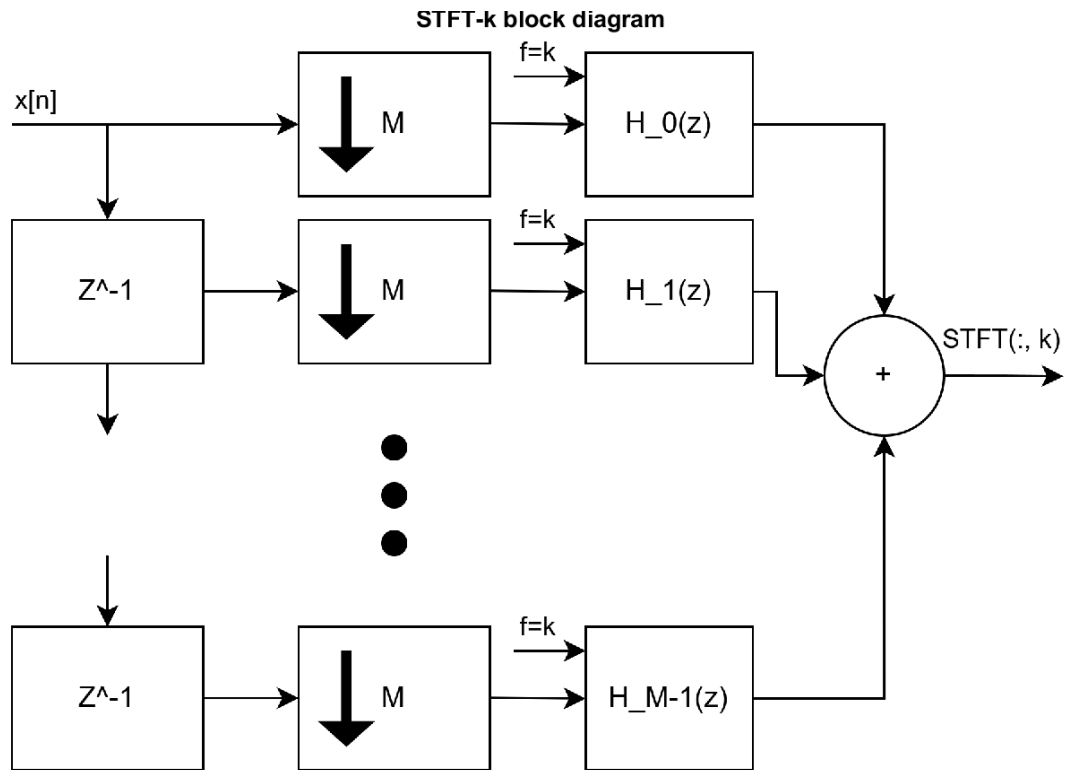 STFT-k block diagram
x[n]
M
f=k
H_0(z)
Z^-1
M
f=k
H_1(z)
STFT(:, k)
+
Z^-1
M
f=k
H_M-1(z)